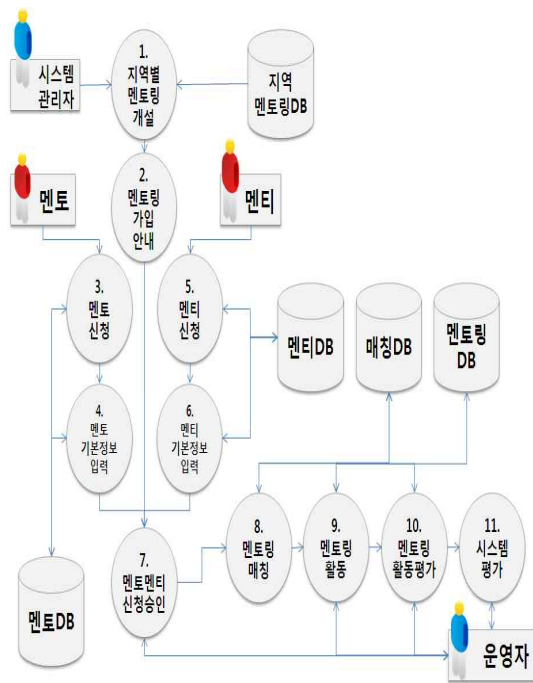 시스템
관리자
1.
지역별
멘토링
개설
지역
멘토링DB
멘토
2.
멘토링
가입
안내
멘티
3.
멘토
신청
5.
멘티
신청
멘티DB
매칭DB
멘토링
DB
4.
멘토
기본정보
입력
6.
멘티
기본정보
입력
멘토DB
7.
멘토멘티
신청승인
8.
멘토링
매칭
9.
멘토링
활동
10.
멘토링
활동평가
11.
시스템
평가
운영자